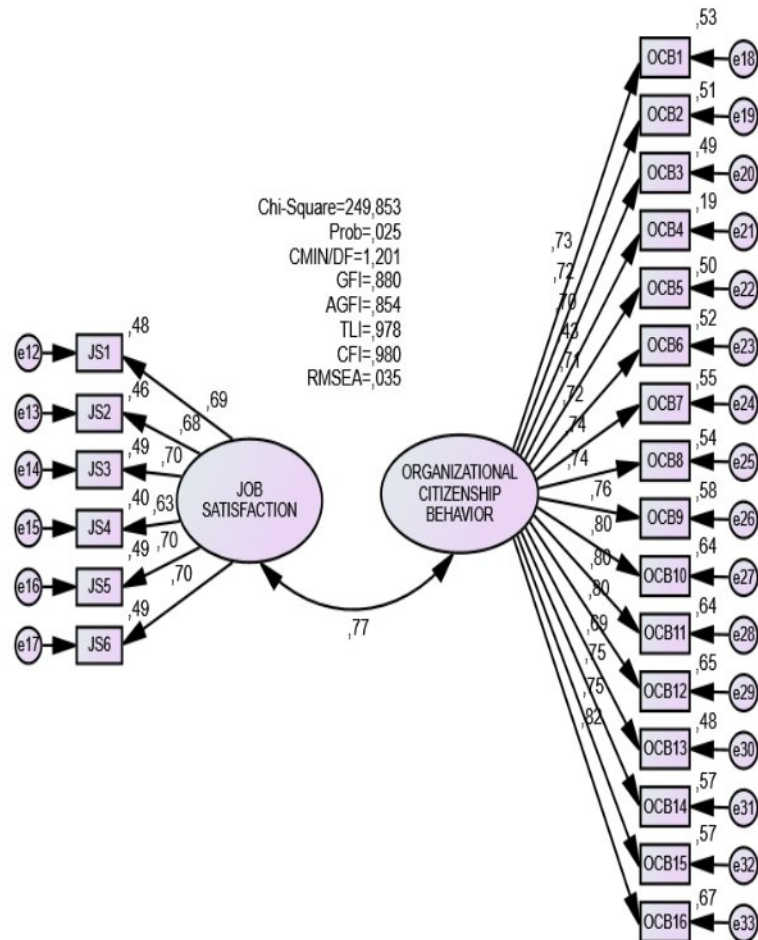 Chi-Square=249,853
Prob=,025
CMIN/DF=1,201
GFI=,880
AGFI=,854
TLI=,978
CFI=,980
RMSEA=,035
e12
JS1
,48
e13
JS2
,46
e14
JS3
,49
e15
JS4
,40
e16
JS5
,49
e17
JS6
,49
,69
,68
,70
,63
,70
,70
JOB
SATISFACTION
,77
ORGANIZATIONAL
CITIZENSHIP
BEHAVIOR
,73
,72
,70
,43
,71
,72
,74
,74
,76
,80
,80
,80
,69
,75
,75
,82
,53
OCB1
e18
,51
OCB2
e19
,49
OCB3
e20
,19
OCB4
e21
,50
OCB5
e22
,52
OCB6
e23
,55
OCB7
e24
,54
OCB8
e25
,58
OCB9
e26
,64
OCB10
e27
,64
OCB11
e28
,65
OCB12
e29
,48
OCB13
e30
,57
OCB14
e31
,57
OCB15
e32
,67
OCB16
e33